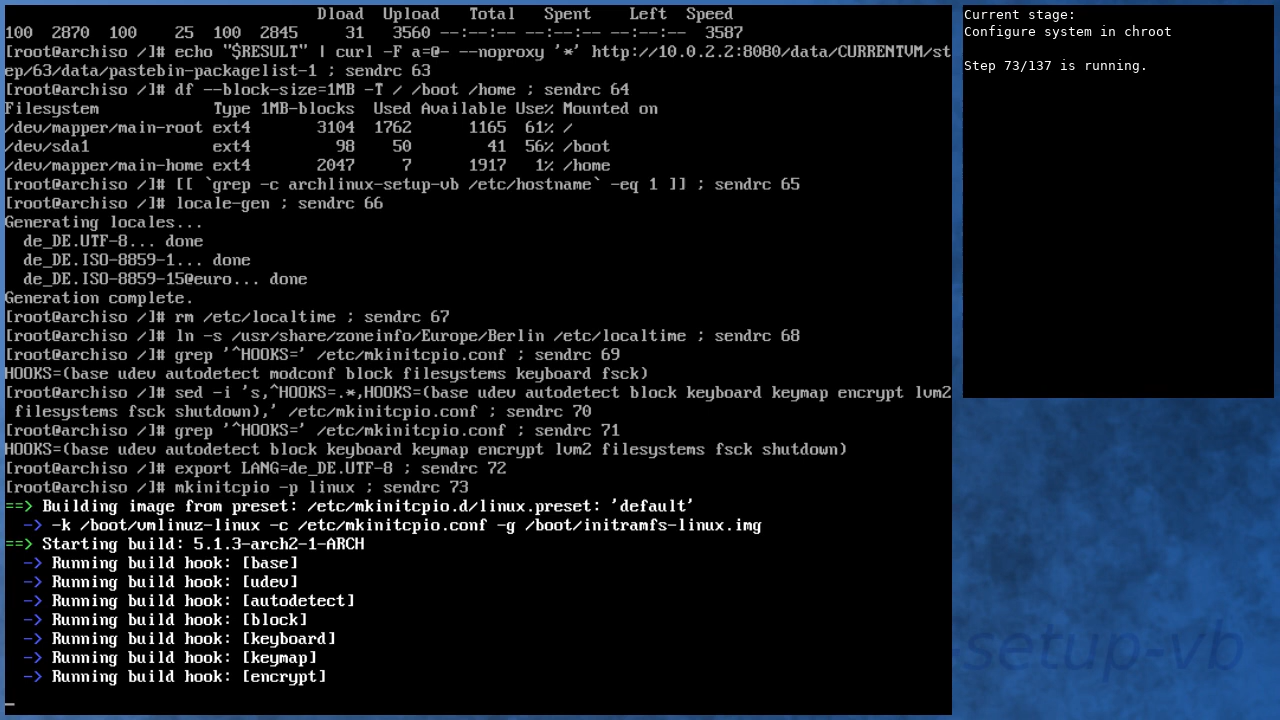 Dload  Upload   Total   Spent    Left  Speed
100  2870  100    25  100  2845     31   3560 --:--:-- --:--:-- --:--:--  3587
[root@archiso /]# echo "$RESULT" | curl -F a=@- --noproxy '*' http://10.0.2.2:8080/data/CURRENTVM/st
ep/63/data/pastebin-packagelist-1 ; sendrc 63
[root@archiso /]# df --block-size=1MB -T / /boot /home ; sendrc 64
Filesystem            Type 1MB-blocks  Used Available Use% Mounted on
/dev/mapper/main-root ext4       3104  1762      1165  61% /
/dev/sda1             ext4         98    50        41  56% /boot
/dev/mapper/main-home ext4       2047     7      1917   1% /home
[root@archiso /]# [[ `grep -c archlinux-setup-vb /etc/hostname` -eq 1 ]] ; sendrc 65
[root@archiso /]# locale-gen ; sendrc 66
Generating locales...
  de_DE.UTF-8... done
  de_DE.ISO-8859-1... done
  de_DE.ISO-8859-15@euro... done
Generation complete.
[root@archiso /]# rm /etc/localtime ; sendrc 67
[root@archiso /]# ln -s /usr/share/zoneinfo/Europe/Berlin /etc/localtime ; sendrc 68
[root@archiso /]# grep '^HOOKS=' /etc/mkinitcpio.conf ; sendrc 69
HOOKS=(base udev autodetect modconf block filesystems keyboard fsck)
[root@archiso /]# sed -i 's,^HOOKS=.*,HOOKS=(base udev autodetect block keyboard keymap encrypt lvm2
 filesystems fsck shutdown),' /etc/mkinitcpio.conf ; sendrc 70
[root@archiso /]# grep '^HOOKS=' /etc/mkinitcpio.conf ; sendrc 71
HOOKS=(base udev autodetect block keyboard keymap encrypt lvm2 filesystems fsck shutdown)
[root@archiso /]# export LANG=de_DE.UTF-8 ; sendrc 72
[root@archiso /]# mkinitcpio -p linux ; sendrc 73
==> Building image from preset: /etc/mkinitcpio.d/linux.preset: 'default'
  -> -k /boot/vmlinuz-linux -c /etc/mkinitcpio.conf -g /boot/initramfs-linux.img
==> Starting build: 5.1.3-arch2-1-ARCH
  -> Running build hook: [base]
  -> Running build hook: [udev]
  -> Running build hook: [autodetect]
  -> Running build hook: [block]
  -> Running build hook: [keyboard]
  -> Running build hook: [keymap]
  -> Running build hook: [encrypt]
Current stage:
Configure system in chroot
Step 73/137 is running.
-setup-vb